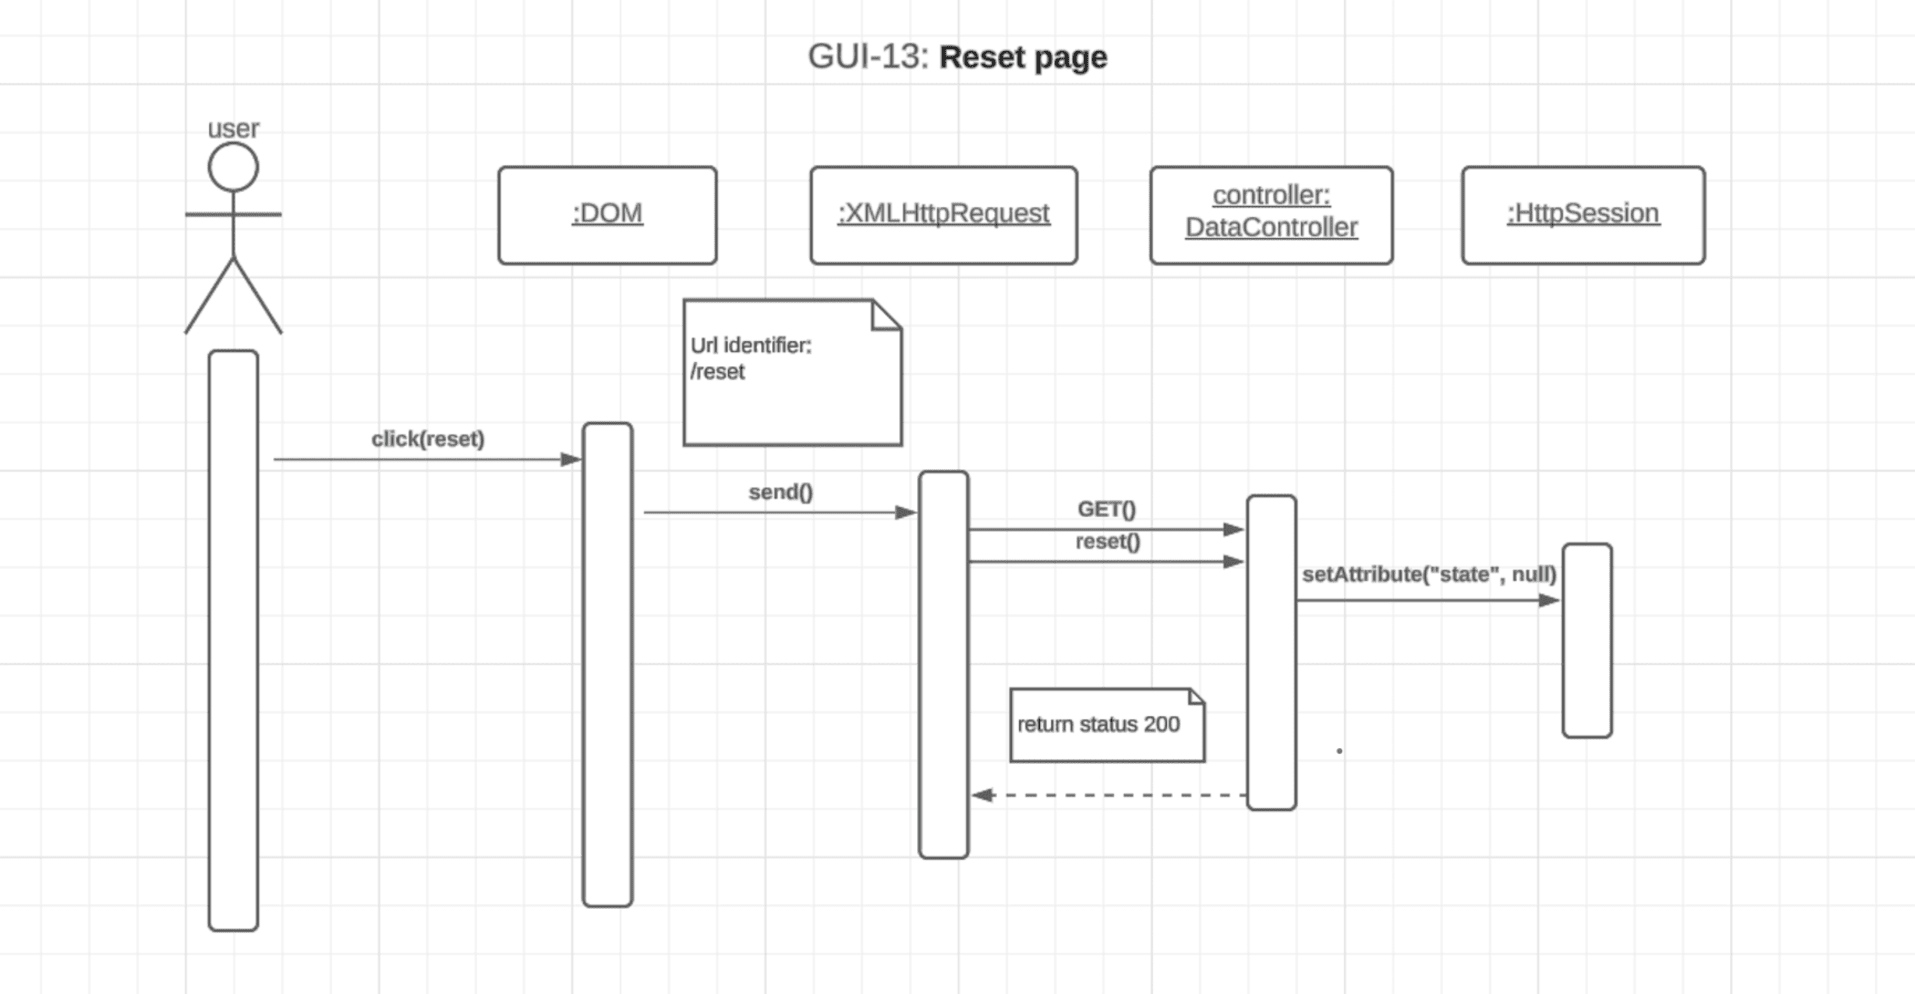 GUI-13: Reset page
user
:DOM
:XMLHttpRequest
controller:
DataController
:HttpSession
Url identifier:
/reset
click(reset)
send()
GET()
reset()
setAttribute("state", null)
return status 200